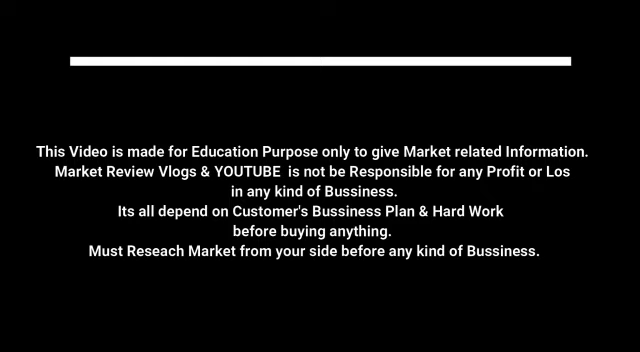 This Video is made for Education Purpose only to give Market related Information.
Market Review Vlogs & YOUTUBE is not be Responsible for any Profit or Los
in any kind of Bussiness.
Its all depend on Customer's Bussiness Plan & Hard Work
before buying anything.
Must Reseach Market from your side before any kind of Bussiness.